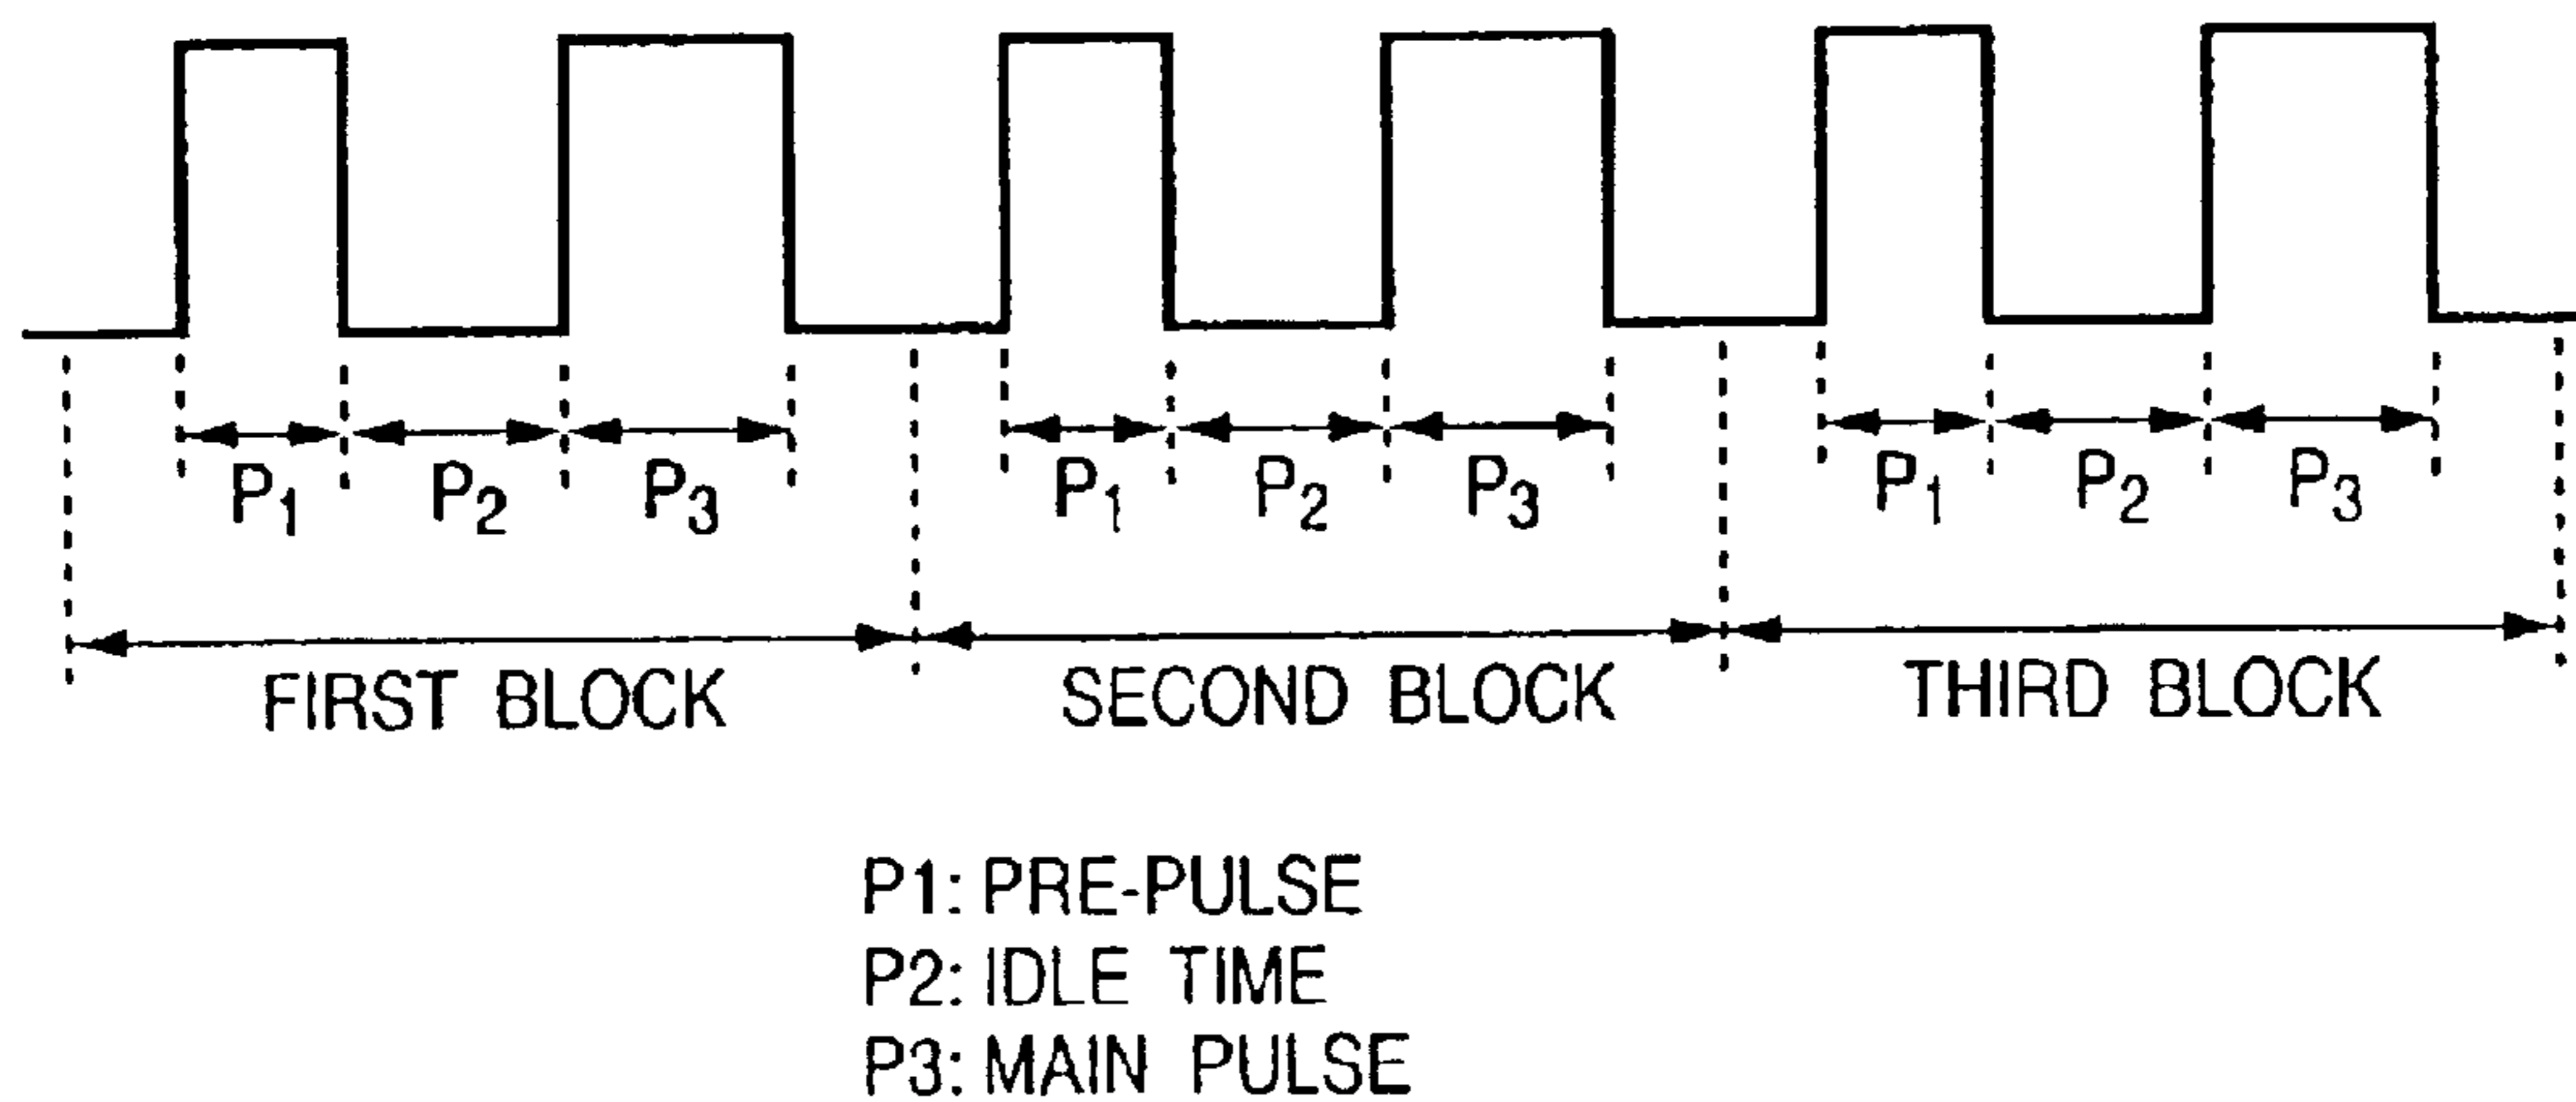 P1 P2 P3 P1 P2 P3 P1 P2 P3
FIRST BLOCK SECOND BLOCK THIRD BLOCK
P1: PRE-PULSE
P2: IDLE TIME
P3: MAIN PULSE